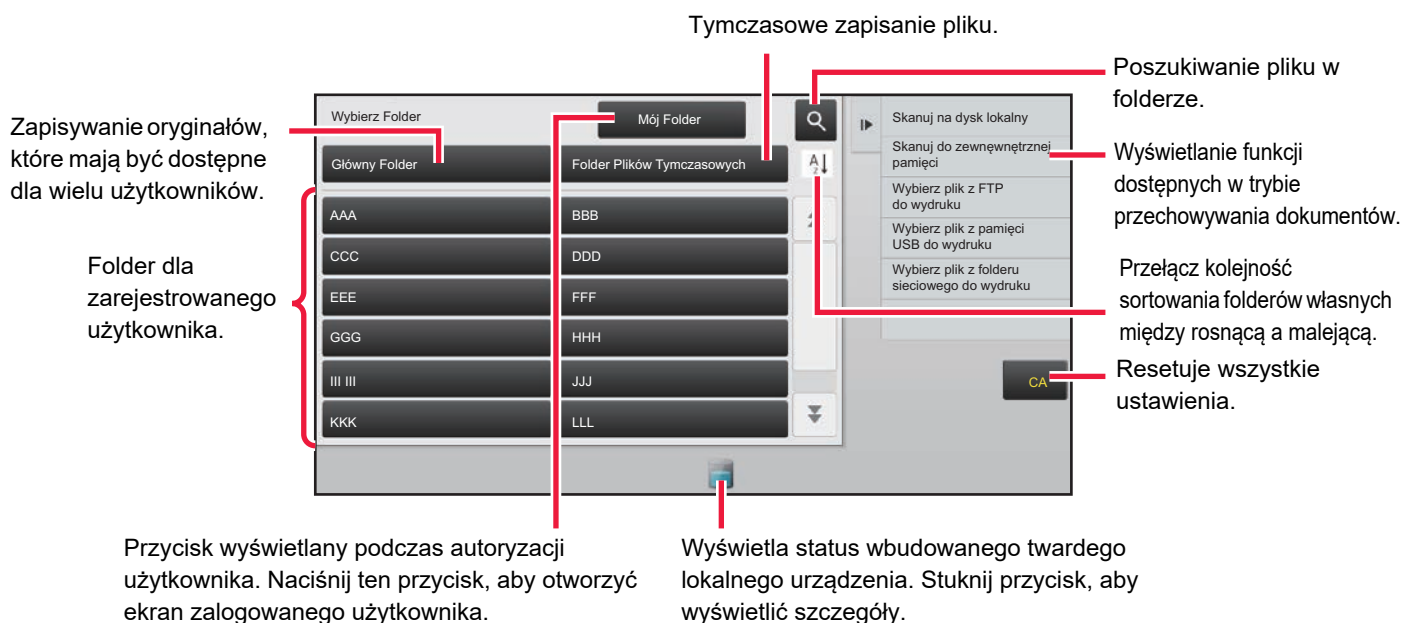 Tymczasowe zapisanie pliku.
Poszukiwanie pliku w
folderze.
Zapisywanie oryginałów,
które mają być dostępne
dla wielu użytkowników.
Wybierz Folder
Mój Folder
Główny Folder
Folder Plików Tymczasowych
A
Z
AAA
BBB
CCC
DDD
EEE
FFF
GGG
HHH
III III
JJJ
KKK
LLL
Folder dla
zarejestrowanego
użytkownika.
Skanuj na dysk lokalny
Skanuj do zewnęwnętrznej
pamięci
Wybierz plik z FTP
do wydruku
Wybierz plik z pamięci
USB do wydruku
Wybierz plik z folderu
sieciowego do wydruku
CA
Wyświetlanie funkcji
dostępnych w trybie
przechowywania dokumentów.
Przełącz kolejność
sortowania folderów własnych
między rosnącą a malejącą.
Resetuje wszystkie
ustawienia.
Przycisk wyświetlany podczas autoryzacji
użytkownika. Naciśnij ten przycisk, aby otworzyć
ekran zalogowanego użytkownika.
Wyświetla status wbudowanego twardego
lokalnego urządzenia. Stuknij przycisk, aby
wyświetlić szczegóły.